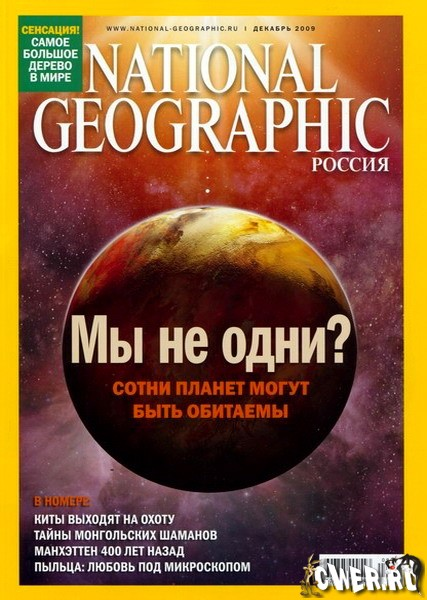 СЕНСАЦИЯ!
САМОЕ
БОЛЬШОЕ
ДЕРЕВО
В МИРЕ
WWW.NATIONAL-GEOGRAPHIC.RU | ДЕКАБРЬ 2009
NATIONAL
GEOGRAPHIC
РОССИЯ
Мы не одни?
СОТНИ ПЛАНЕТ МОГУТ
БЫТЬ ОБИТАЕМЫ
В НОМЕРЕ:
КИТЫ ВЫХОДЯТ НА ОХОТУ
ТАЙНЫ МОНГОЛЬСКИХ ШАМАНОВ
МАНХЭТТЕН 400 ЛЕТ НАЗАД
ПЫЛЬЦА: ЛЮБОВЬ ПОД МИКРОСКОПОМ
CWER.RU